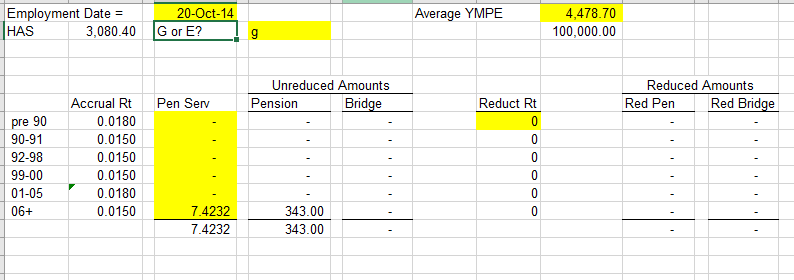 Employment Date = 20-Oct-14 Average YMPE 4,478.70
HAS 3,080.40 G or E? g 100,000.00
Unreduced Amounts Reduced Amounts
Accrual Rt Pen Serv Pension Bridge Reduct Rt Red Pen Red Bridge
pre 90 0.0180 - - - 0 - -
90-91 0.0150 - - - 0 - -
92-98 0.0150 - - - 0 - -
99-00 0.0150 - - - 0 - -
01-05 0.0180 - - - 0 - -
06+ 0.0150 7.4232 343.00 - 0 - -
7.4232 343.00 - - -